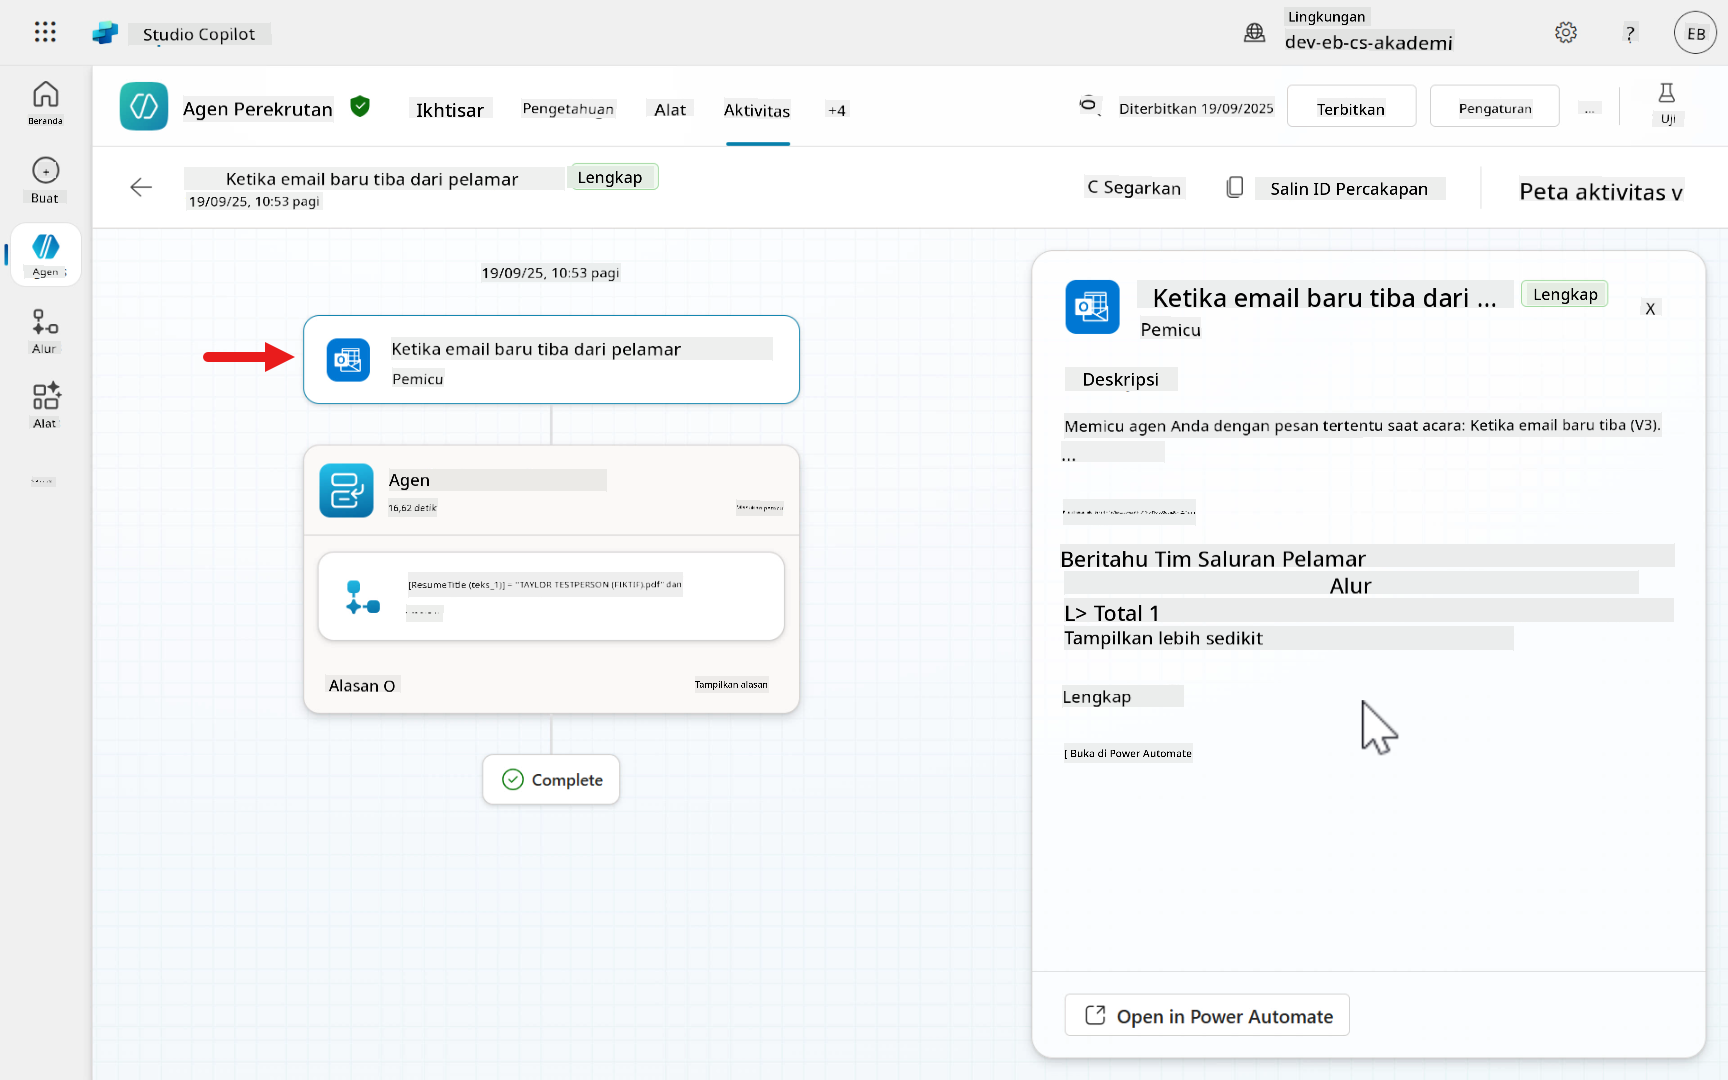 Studio Copilot
Lingkungan
dev-eb-cs-akademi
?
EB
Beranda
Buat
Agen
Alur
Alat
Agen Perekrutan
Ikhtisar
Pengetahuan
Alat
Aktivitas
+4
Diterbitkan 19/09/2025
Terbitkan
Pengaturan
...
Uji
Ketika email baru tiba dari pelamar
Lengkap
19/09/25, 10:53 pagi
C Segarkan
Salin ID Percakapan
Peta aktivitas v
19/09/25, 10:53 pagi
Ketika email baru tiba dari pelamar
Pemicu
Agen
16,62 detik
[ResumeTitle (teks_1)] = "TAYLOR TESTPERSON (FIKTIF).pdf" dan
Alasan O
Tampilkan alasan
Complete
Ketika email baru tiba dari ...
Lengkap
X
Pemicu
Deskripsi
Memicu agen Anda dengan pesan tertentu saat acara: Ketika email baru tiba (V3).
...
Beritahu Tim Saluran Pelamar
Alur
L> Total 1
Tampilkan lebih sedikit
Lengkap
[ Buka di Power Automate
Open in Power Automate